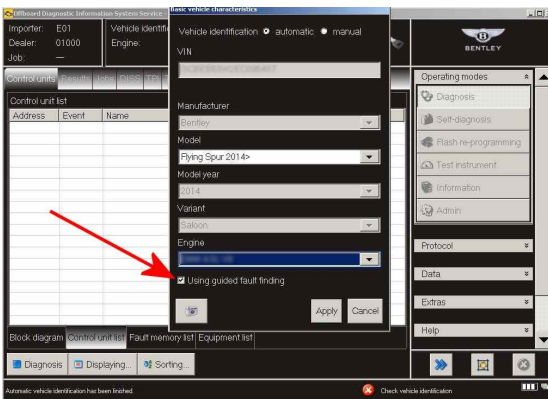 Offboard Diagnostic Information System Service -
Basic vehicle characteristics
Importer: E01
Dealer: 01000
Job: —
Vehicle identifi
Engine:
BENTLEY
Control units Results Jobs DISS TPI
Control unit list
Address Event Name
Vehicle identification automatic manual
VIN
Manufacturer
Bentley
Model
Flying Spur 2014>
Model year
2014
Variant
Saloon
Engine
Using guided fault finding
Apply Cancel
Operating modes
Diagnosis
Self-diagnosis
Flash re-programming
Test instrument
Information
Admin
Protocol
Data
Extras
Help
Block diagram Control unit list Fault memory list Equipment list
Diagnosis Displaying... Sorting...
Automatic vehicle identification has been finished.
Check vehicle identification